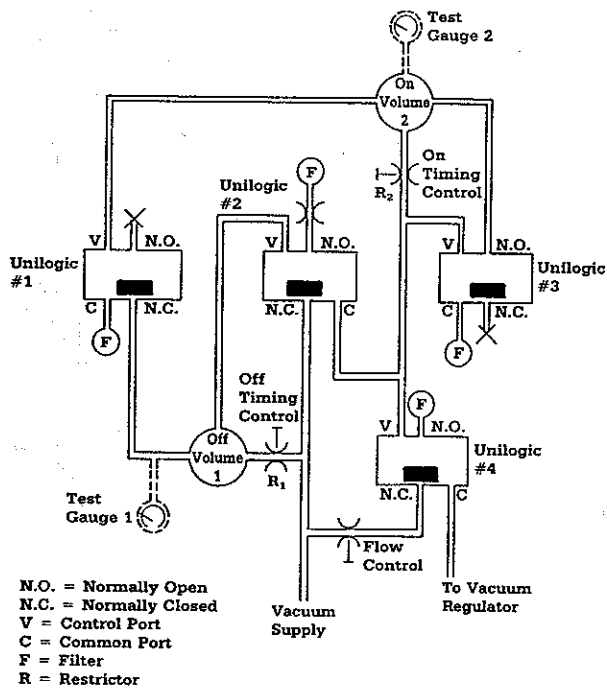 Test
Gauge 2
On
Volume
2
F
On
Timing
Control
R2
Unilogic
#2
V
N.O.
Unilogic
#1
C
N.C.
F
V
N.O.
N.C.
C
V
N.O.
Unilogic
#3
C
N.C.
F
Off
Timing
Control
F
Off
Volume
1
R1
V
N.O.
Unilogic
#4
N.C.
C
Test
Gauge 1
Flow
Control
N.O. = Normally Open
N.C. = Normally Closed
V = Control Port
C = Common Port
F = Filter
R = Restrictor
Vacuum
Supply
To Vacuum
Regulator